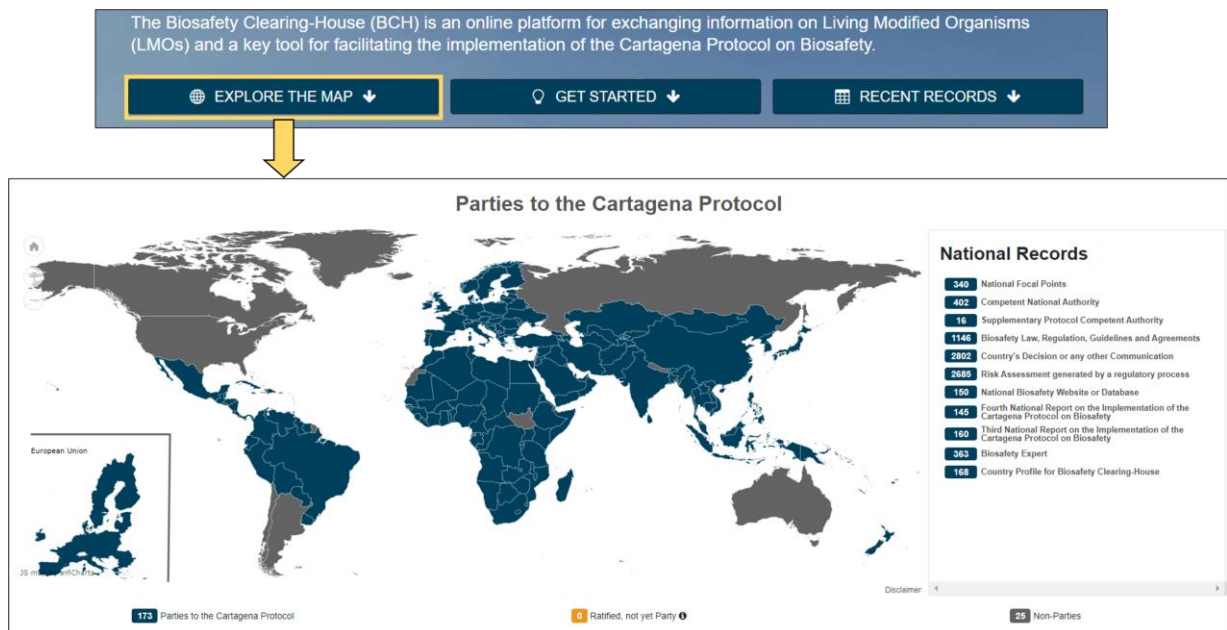 The Biosafety Clearing-House (BCH) is an online platform for exchanging information on Living Modified Organisms
(LMOs) and a key tool for facilitating the implementation of the Cartagena Protocol on Biosafety.
EXPLORE THE MAP
GET STARTED
RECENT RECORDS
Parties to the Cartagena Protocol
National Records
340 National Focal Points
402 Competent National Authority
16 Supplementary Protocol Competent Authority
1146 Biosafety Law, Regulation, Guidelines and Agreements
2802 Country's Decision or any other Communication
2685 Risk Assessment generated by a regulatory process
150 National Biosafety Website or Database
145 Fourth National Report on the Implementation of the
Cartagena Protocol on Biosafety
160 Third National Report on the Implementation of the
Cartagena Protocol on Biosafety
363 Biosafety Expert
168 Country Profile for Biosafety Clearing-House
European Union
JS
Disclaimer
173 Parties to the Cartagena Protocol
0 Ratified, not yet Party
25 Non-Parties